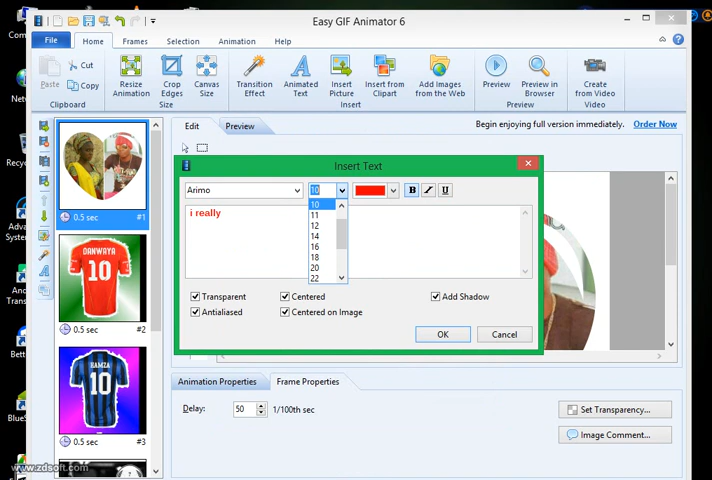 Easy GIF Animator 6
File
Home
Frames
Selection
Animation
Help
Paste
Cut
Copy
Clipboard
Resize Animation
Crop Edges
Canvas Size
Size
Transition Effect
Animated Text
Insert Picture
Insert from Clipart
Add Images from the Web
Insert
Preview
Preview in Browser
Preview
Create from Video
Video
Edit
Preview
Begin enjoying full version immediately.
Order Now
Insert Text
Arimo
10
B
I
U
i really
10
11
12
14
16
18
20
22
Transparent
Centered
Add Shadow
Antialiased
Centered on Image
OK
Cancel
0.5 sec
#1
DANWAYA
10
0.5 sec
#2
HAMZA
10
0.5 sec
#3
Animation Properties
Frame Properties
Delay:
50
1/100th sec
Set Transparency...
Image Comment...
www.zdsoft.com